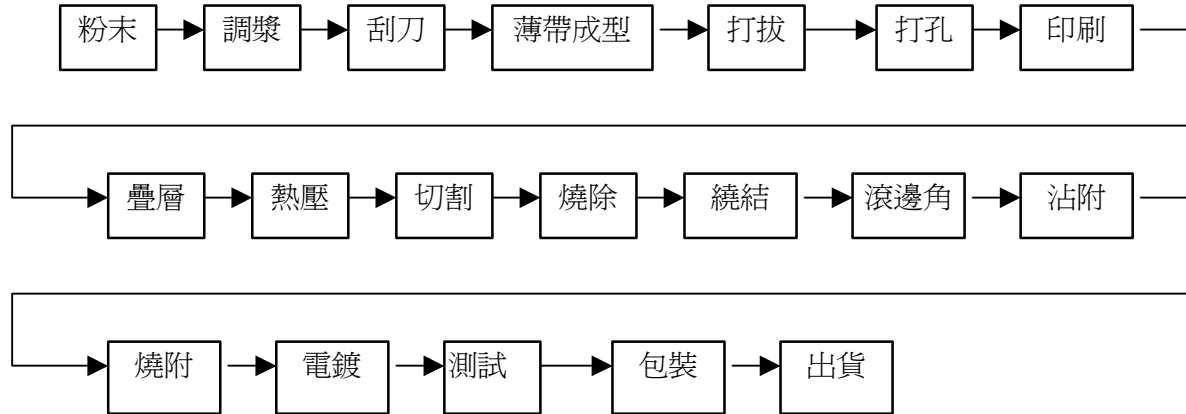 粉末 調漿 刮刀 薄帶成型 打拔 打孔 印刷
疊層 熱壓 切割 燒除 繞結 滾邊角 沾附
燒附 電鍍 測試 包裝 出貨